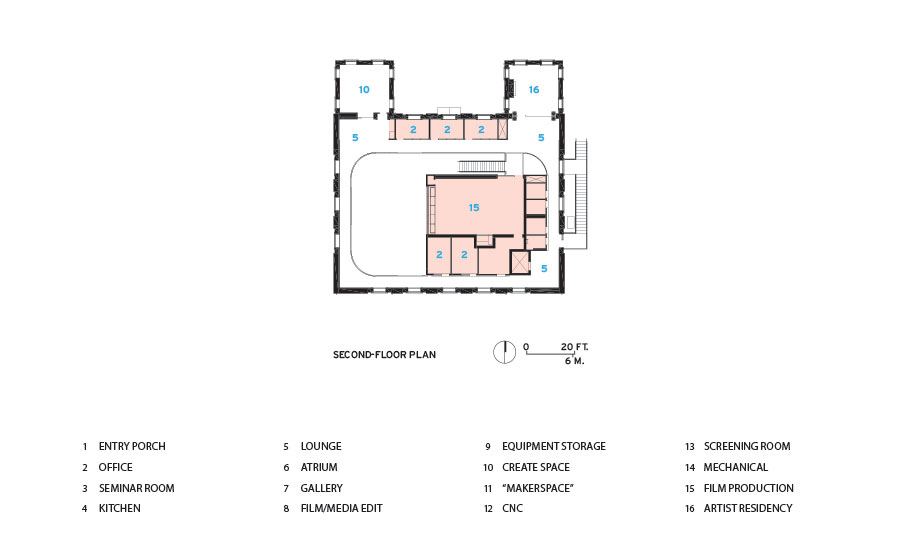 10
16
5
2
2
2
5
15
2
2
5
SECOND-FLOOR PLAN
0 20 FT.
6 M.
1 ENTRY PORCH
2 OFFICE
3 SEMINAR ROOM
4 KITCHEN
5 LOUNGE
6 ATRIUM
7 GALLERY
8 FILM/MEDIA EDIT
9 EQUIPMENT STORAGE
10 CREATE SPACE
11 “MAKERSPACE”
12 CNC
13 SCREENING ROOM
14 MECHANICAL
15 FILM PRODUCTION
16 ARTIST RESIDENCY